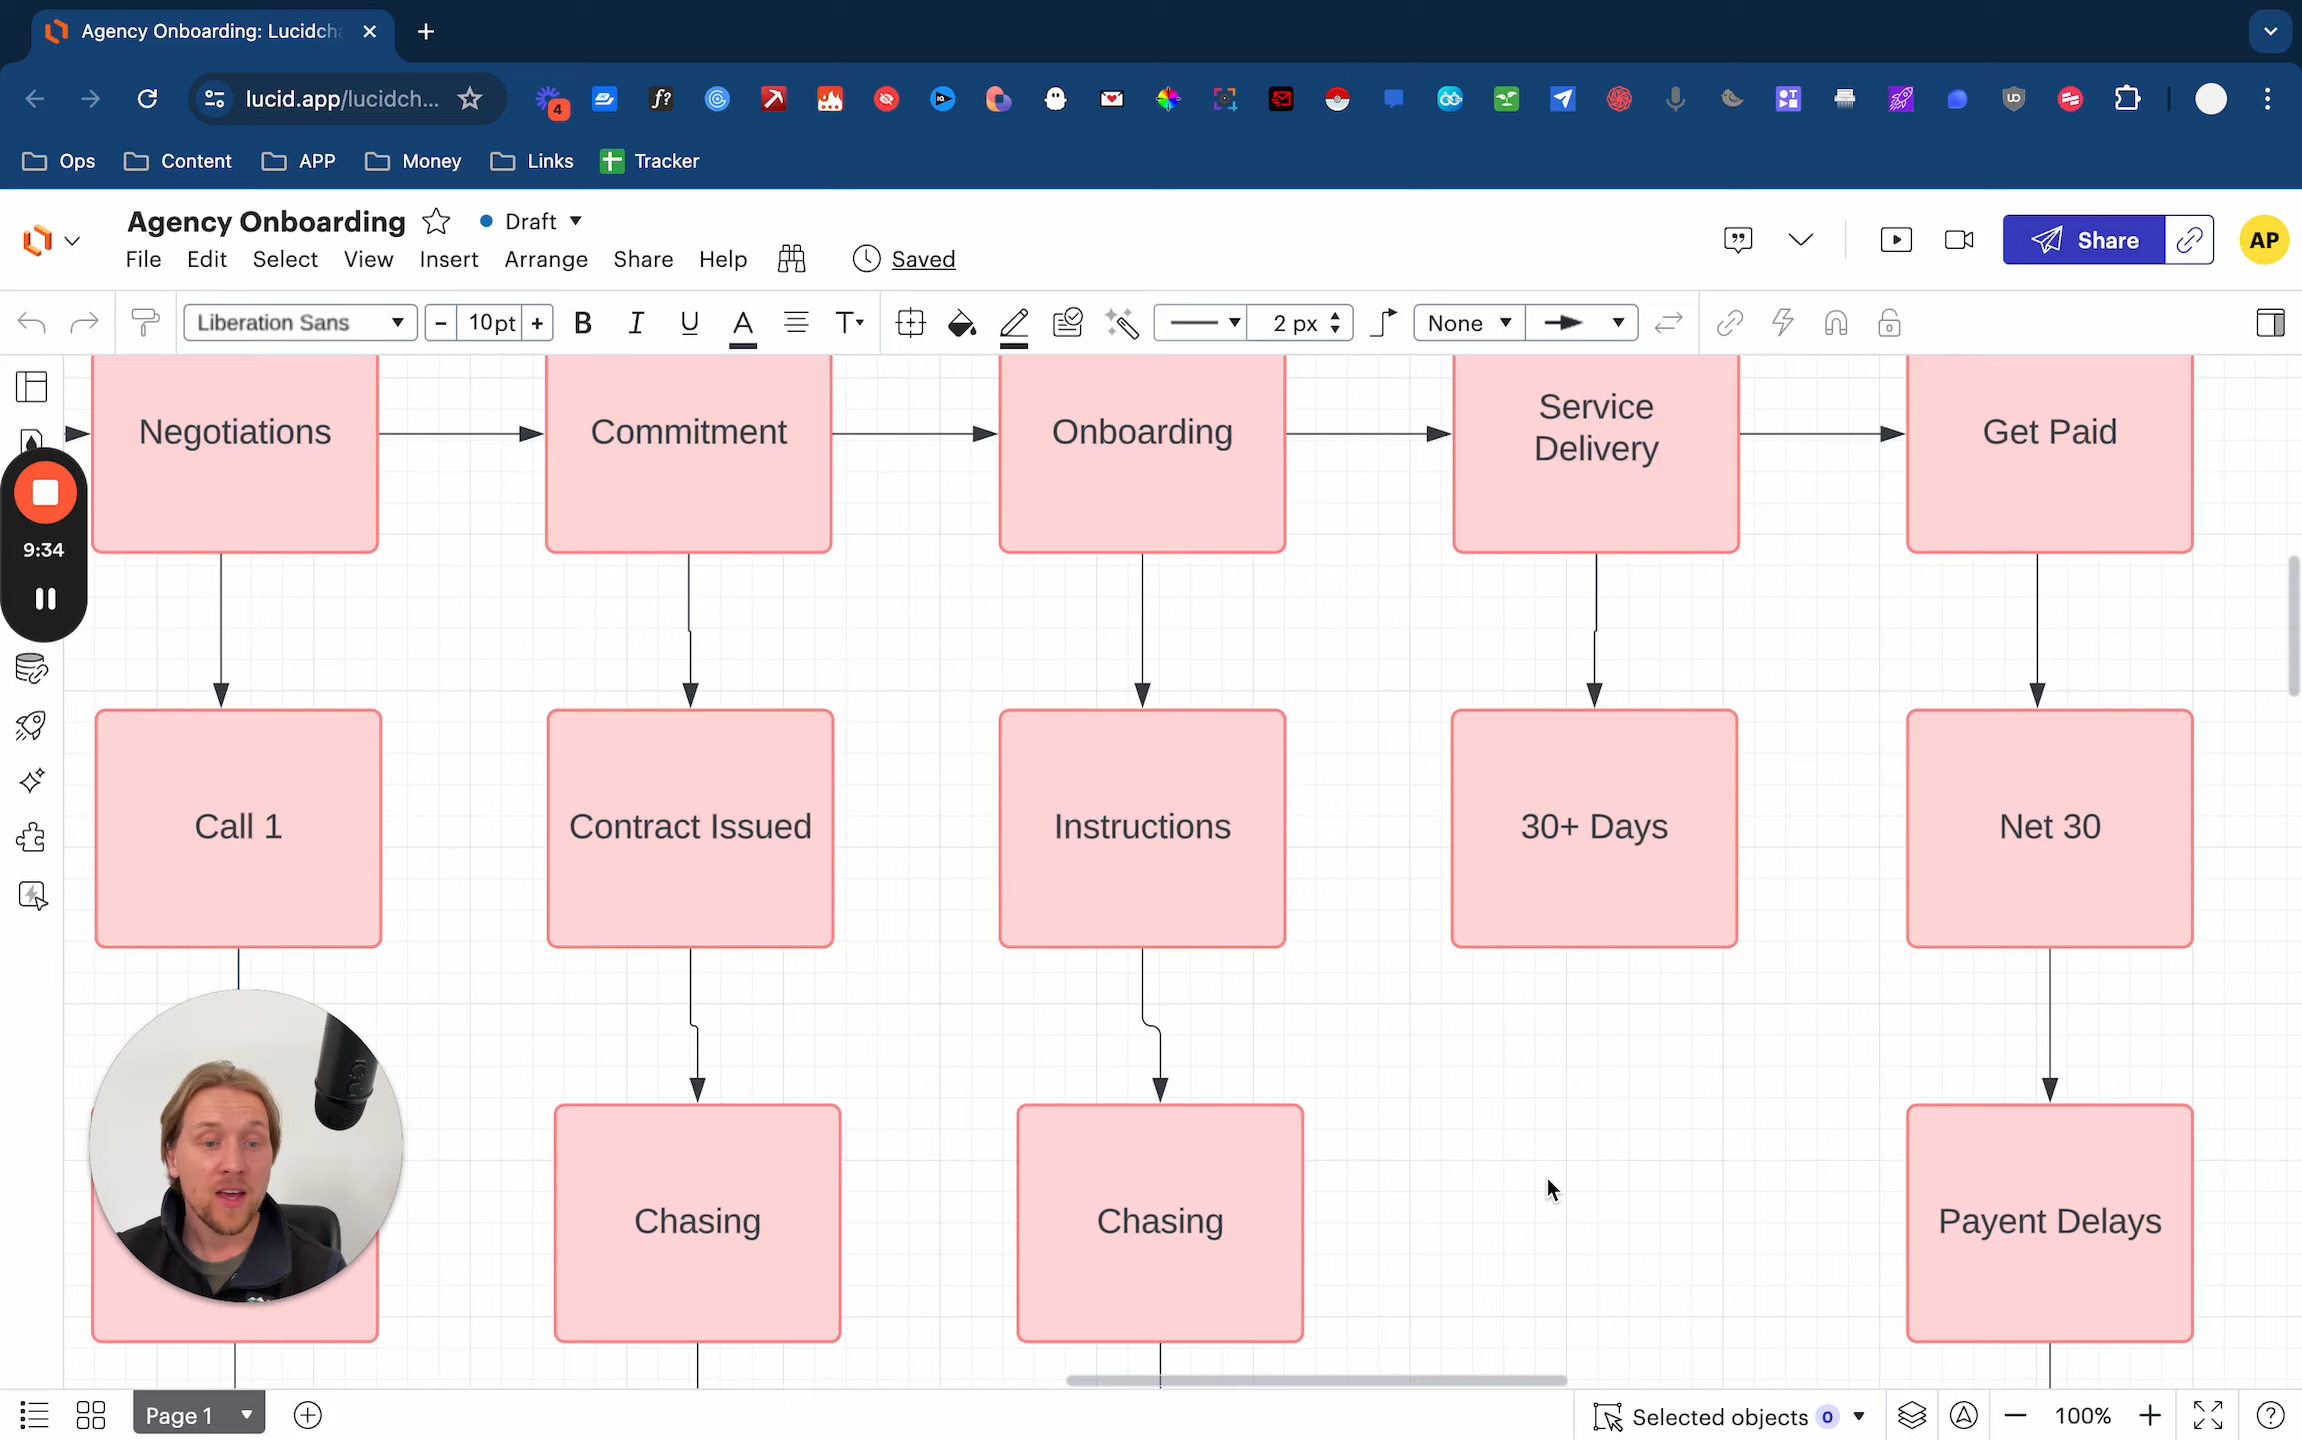 Agency Onboarding: Lucidch
lucid.app/lucidch...
4
f?
IQ
UD
Ops
Content
APP
Money
Links
Tracker
Agency Onboarding
Draft
File
Edit
Select
View
Insert
Arrange
Share
Help
Saved
Share
AP
Liberation Sans
10pt
B
I
U
A
T
2 px
None
Negotiations
Commitment
Onboarding
Service
Delivery
Get Paid
9:34
Call 1
Contract Issued
Instructions
30+ Days
Net 30
Chasing
Chasing
Payent Delays
Page 1
Selected objects
0
100%